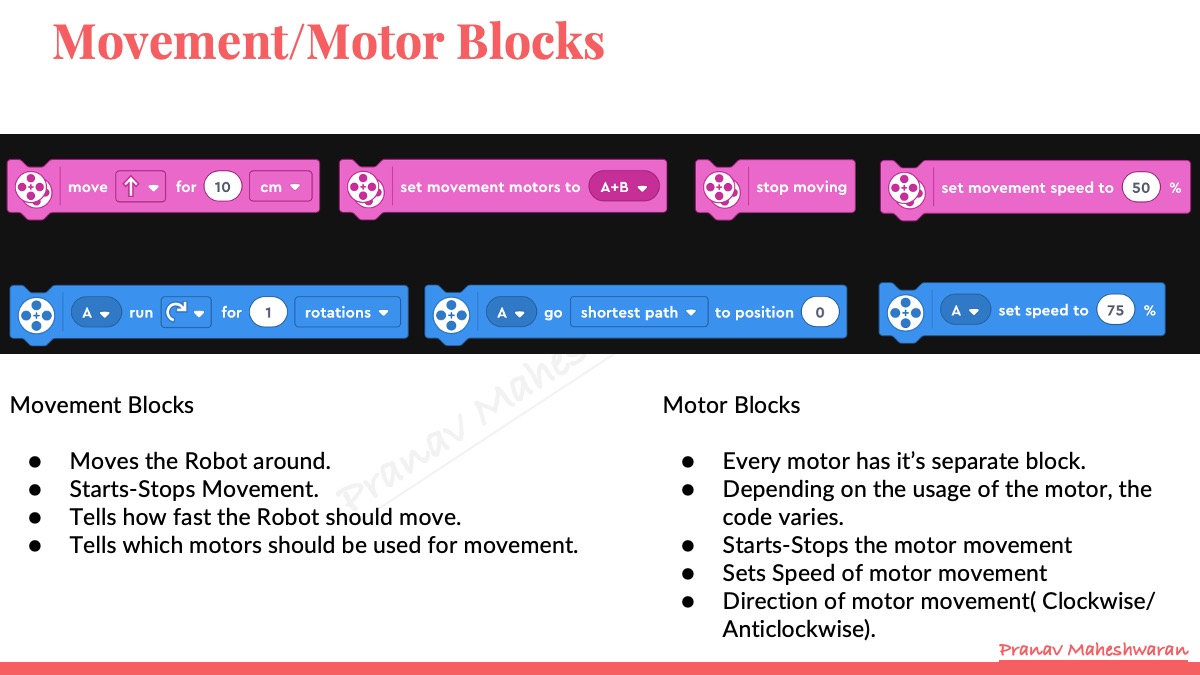 Movement/Motor Blocks
move for 10 cm
set movement motors to A+B
stop moving
set movement speed to 50 %
A run for 1 rotations
A go shortest path to position 0
A set speed to 75 %
Pranav Mahes
Movement Blocks
● Moves the Robot around.
● Starts-Stops Movement.
● Tells how fast the Robot should move.
● Tells which motors should be used for movement.
Motor Blocks
● Every motor has it’s separate block.
● Depending on the usage of the motor, the
code varies.
● Starts-Stops the motor movement
● Sets Speed of motor movement
● Direction of motor movement( Clockwise/
Anticlockwise).
Pranav Maheshwaran